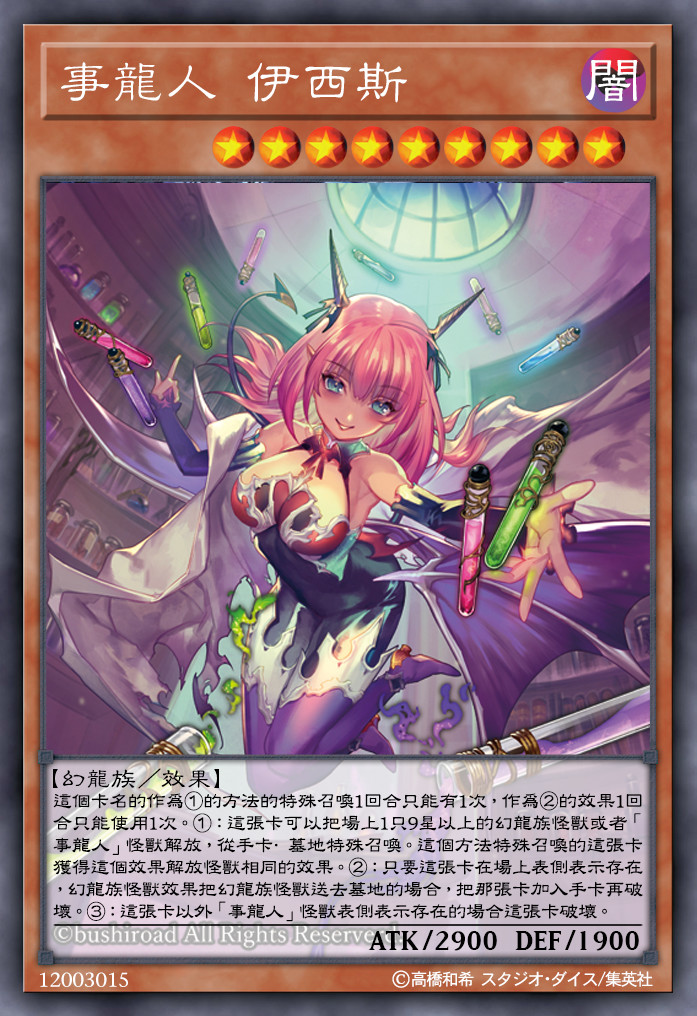 事龍人 伊西斯
闇
【幻龍族／效果】
這個卡名的作為①的方法的特殊召喚1回合只能有1次，作為②的效果1回
合只能使用1次。①：這張卡可以把場上1只9星以上的幻龍族怪獸或者「
事龍人」怪獸解放，從手卡·墓地特殊召喚。這個方法特殊召喚的這張卡
獲得這個效果解放怪獸相同的效果。②：只要這張卡在場上表側表示存在
，幻龍族怪獸效果把幻龍族怪獸送去墓地的場合，把那張卡加入手卡再破
壞。③：這張卡以外「事龍人」怪獸表側表示存在的場合這張卡破壞。
©bushiroad All Rights Reserved.
ATK/2900 DEF/1900
12003015
©高橋和希 スタジオ·ダイス/集英社